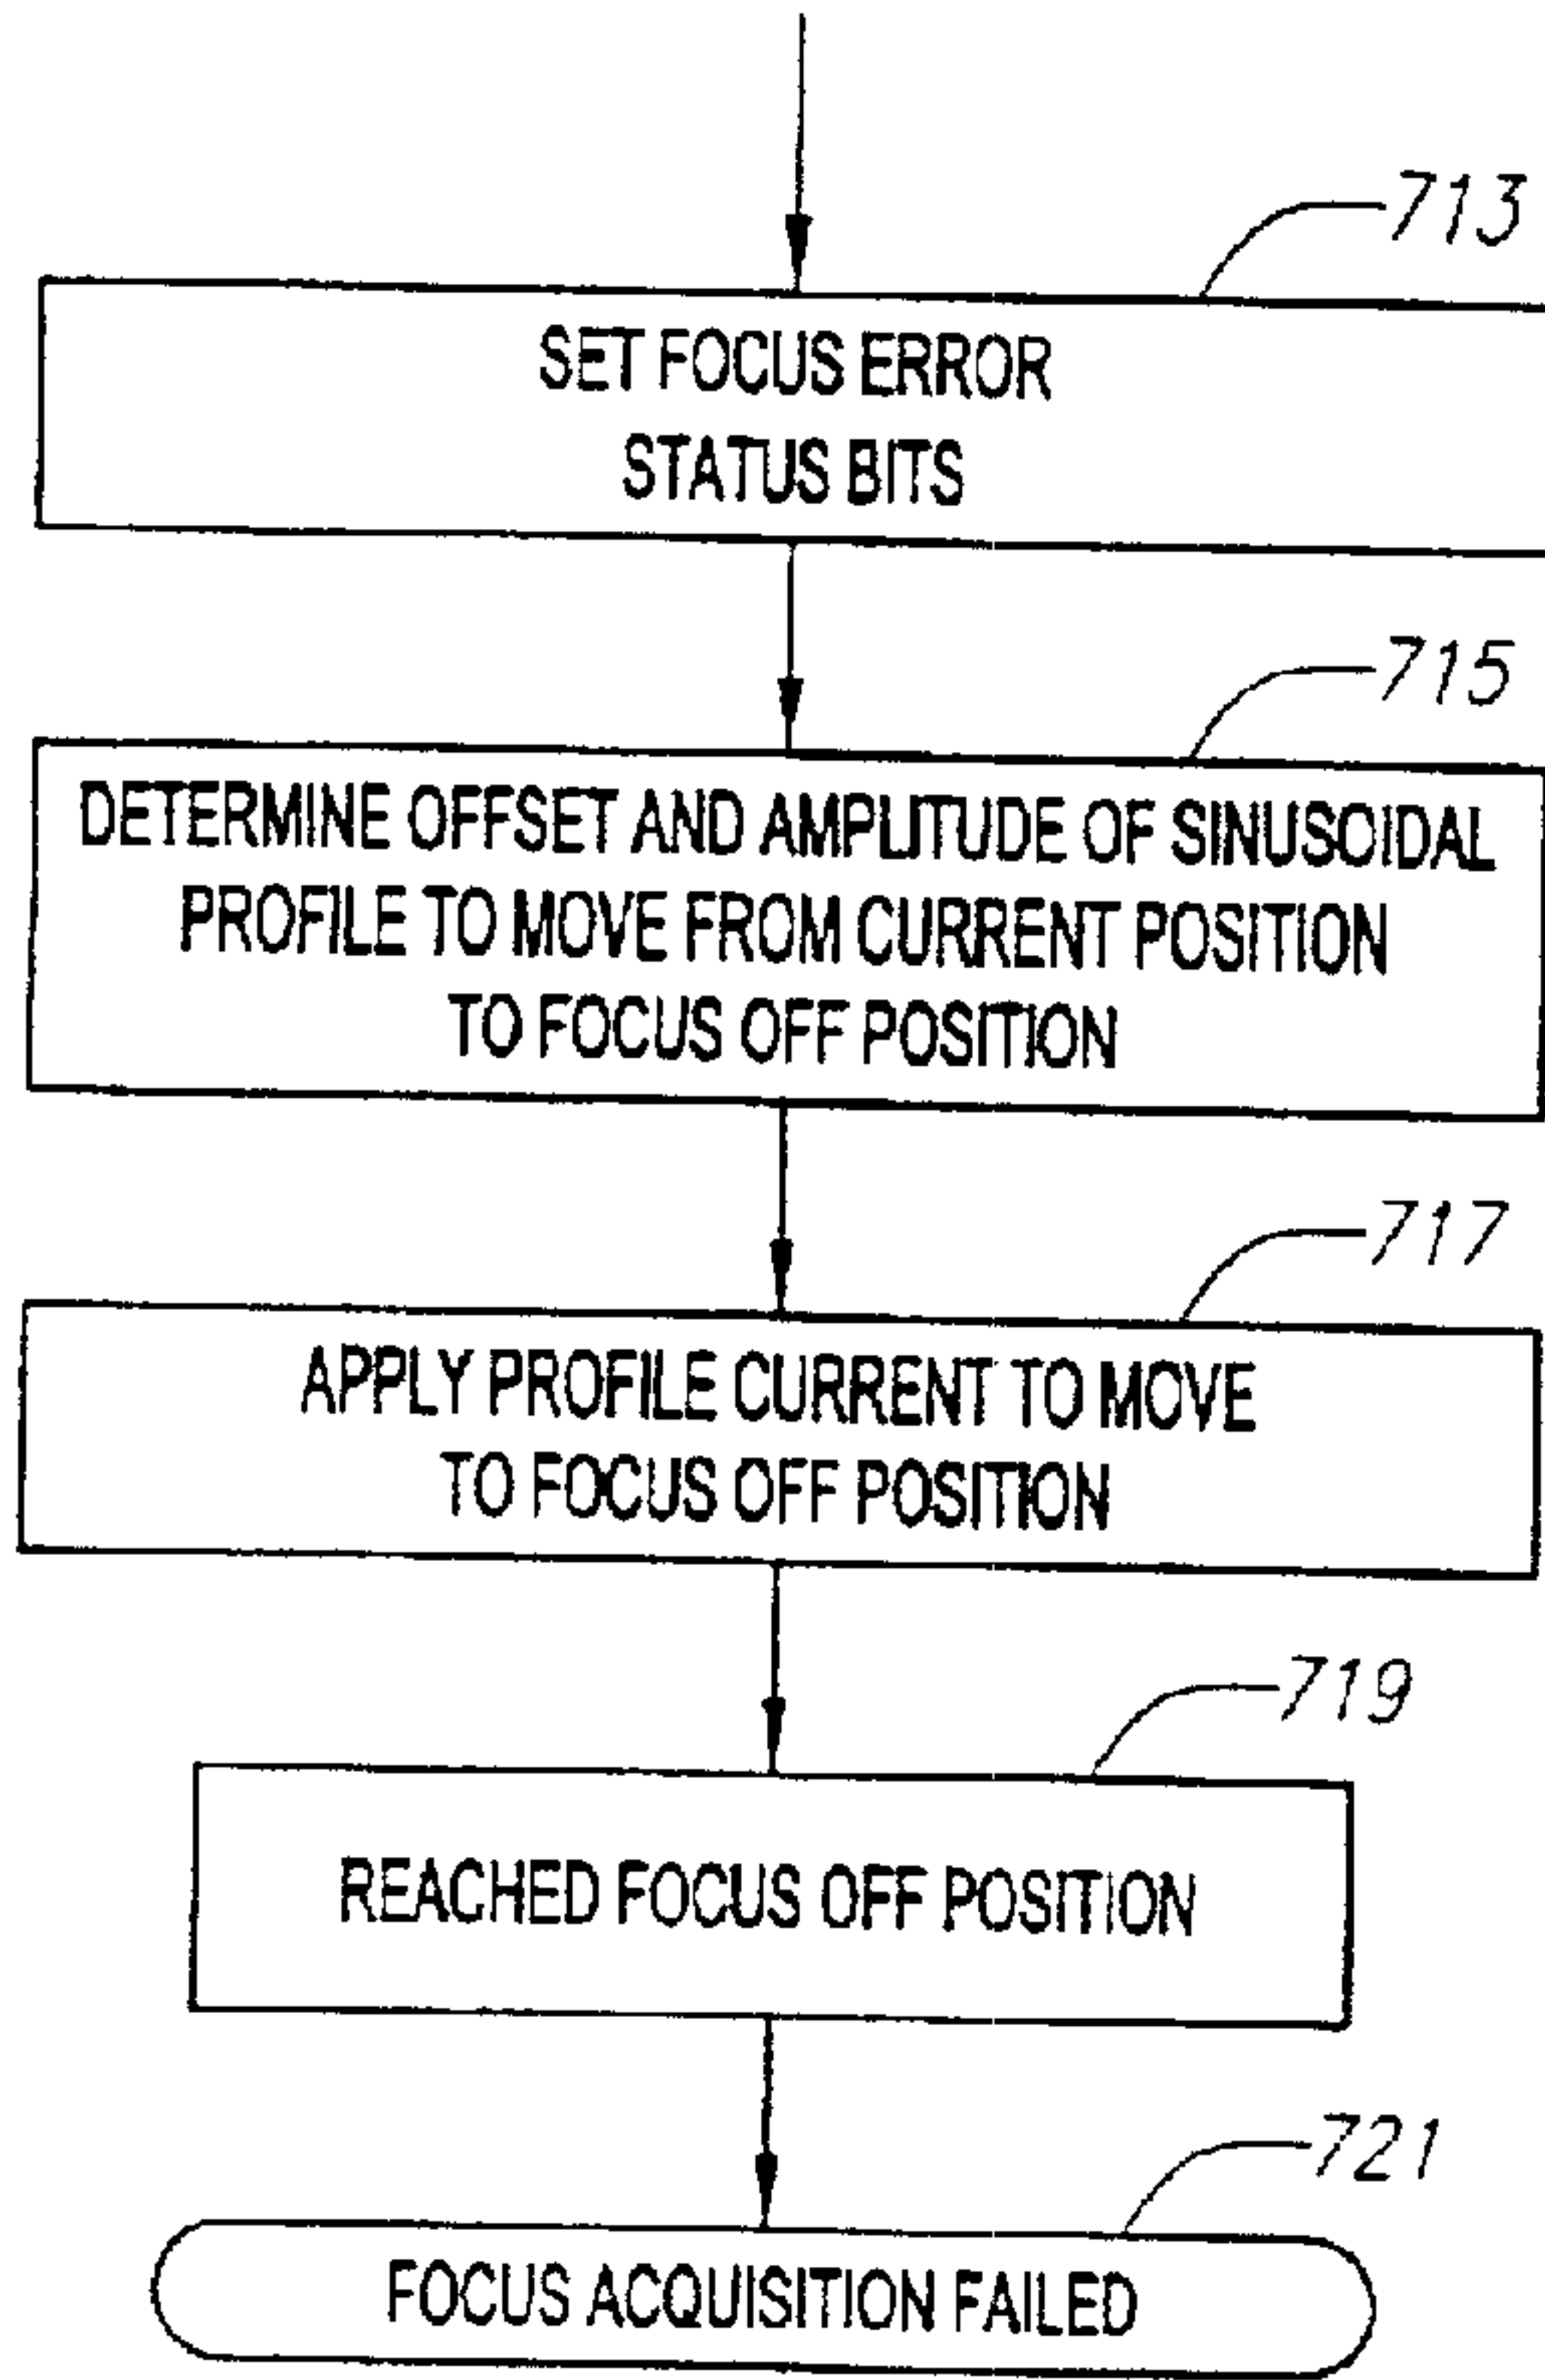 713
SET FOCUS ERROR
STATUS BITS
715
DETERMINE OFFSET AND AMPLITUDE OF SINUSOIDAL
PROFILE TO MOVE FROM CURRENT POSITION
TO FOCUS OFF POSITION
717
APPLY PROFILE CURRENT TO MOVE
TO FOCUS OFF POSITION
719
REACHED FOCUS OFF POSITION
721
FOCUS ACQUISITION FAILED